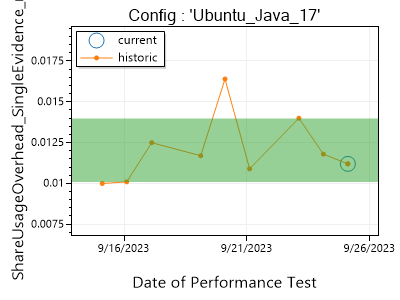 Config : 'Ubuntu_Java_17'
ShareUsageOverhead_SingleEvidence_
current
historic
0.0175
0.015
0.0125
0.01
0.0075
9/16/2023
9/21/2023
9/26/2023
Date of Performance Test